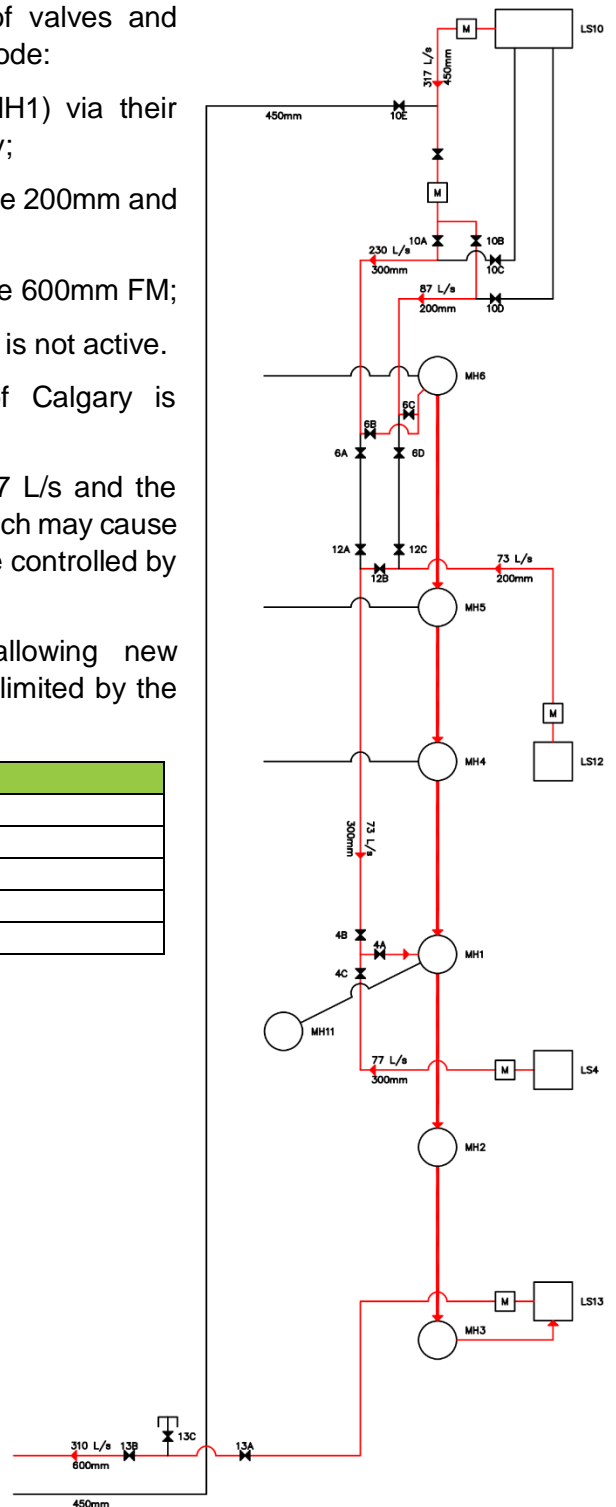 of valves and
ode:
MH1) via their
y;
e 200mm and
e 600mm FM;
is not active.
of Calgary is
7 L/s and the
ch may cause
e controlled by
allowing new
limited by the
M
LS10
317 L/s
450mm
450mm
10E
M
10A
10B
230 L/s
300mm
10C
87 L/s
200mm
10D
MH6
6C
6B
6A
6D
12A
12C
12B
73 L/s
200mm
MH5
M
LS12
MH4
73 L/s
300mm
4B
4A
MH1
4C
MH11
77 L/s
300mm
M
LS4
MH2
M
LS13
MH3
13C
310 L/s
600mm
13B
13A
450mm